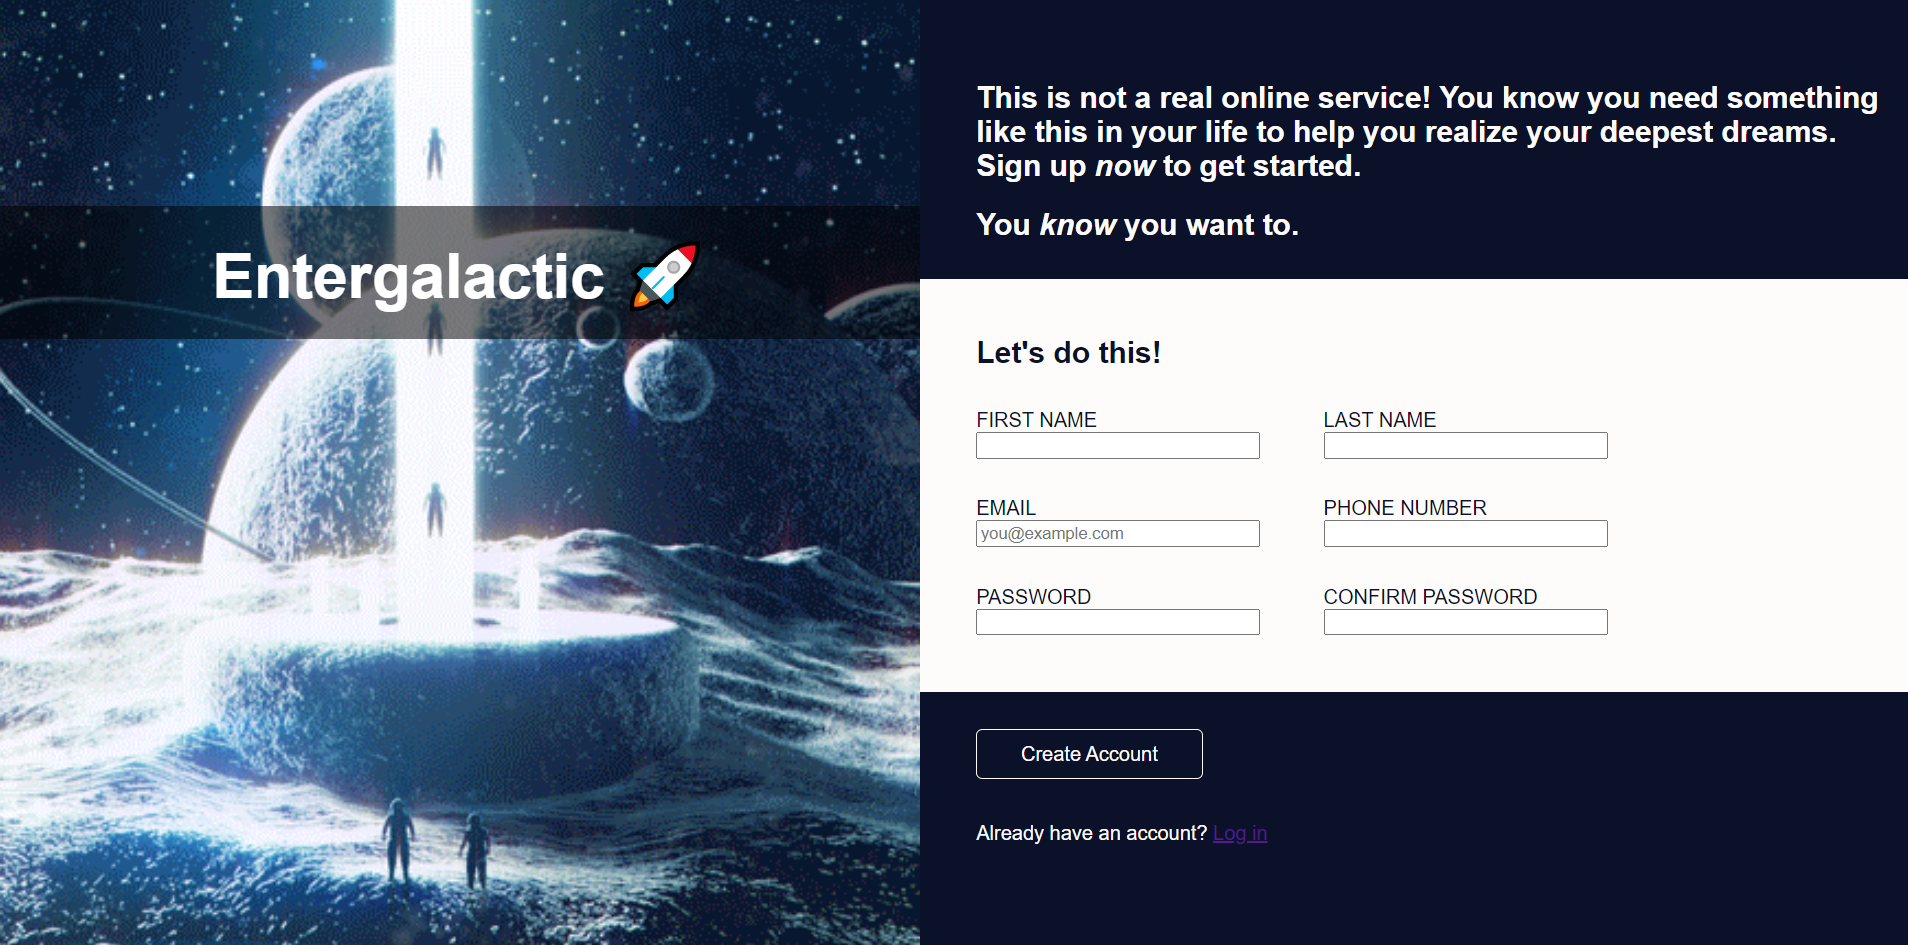 Entergalactic 🚀
This is not a real online service! You know you need something
like this in your life to help you realize your deepest dreams.
Sign up now to get started.
You know you want to.
Let's do this!
FIRST NAME
LAST NAME
EMAIL
you@example.com
PHONE NUMBER
PASSWORD
CONFIRM PASSWORD
Create Account
Already have an account? Log in